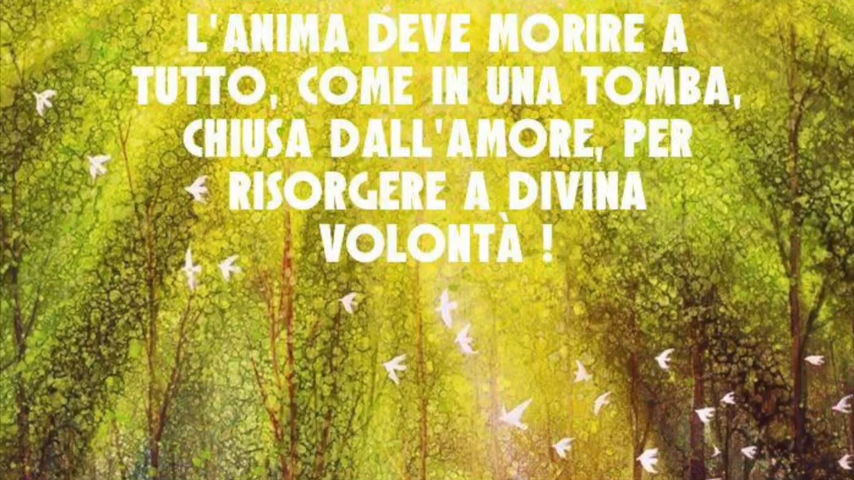 L'ANIMA DEVE MORIRE A
TUTTO, COME IN UNA TOMBA,
CHIUSA DALL'AMORE, PER
RISORGERE A DIVINA
VOLONTÀ !